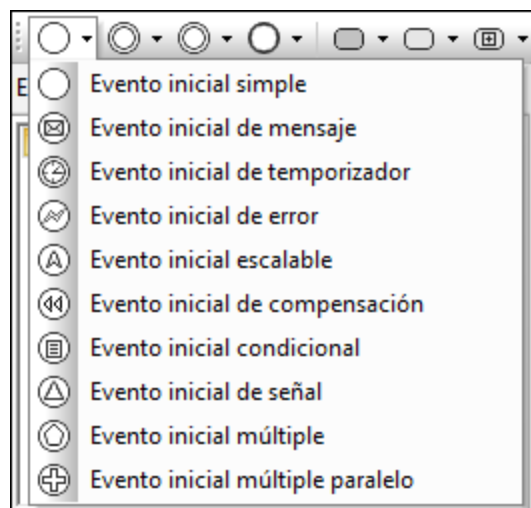 E
Evento inicial simple
Evento inicial de mensaje
Evento inicial de temporizador
Evento inicial de error
Evento inicial escalable
Evento inicial de compensación
Evento inicial condicional
Evento inicial de señal
Evento inicial múltiple
Evento inicial múltiple paralelo